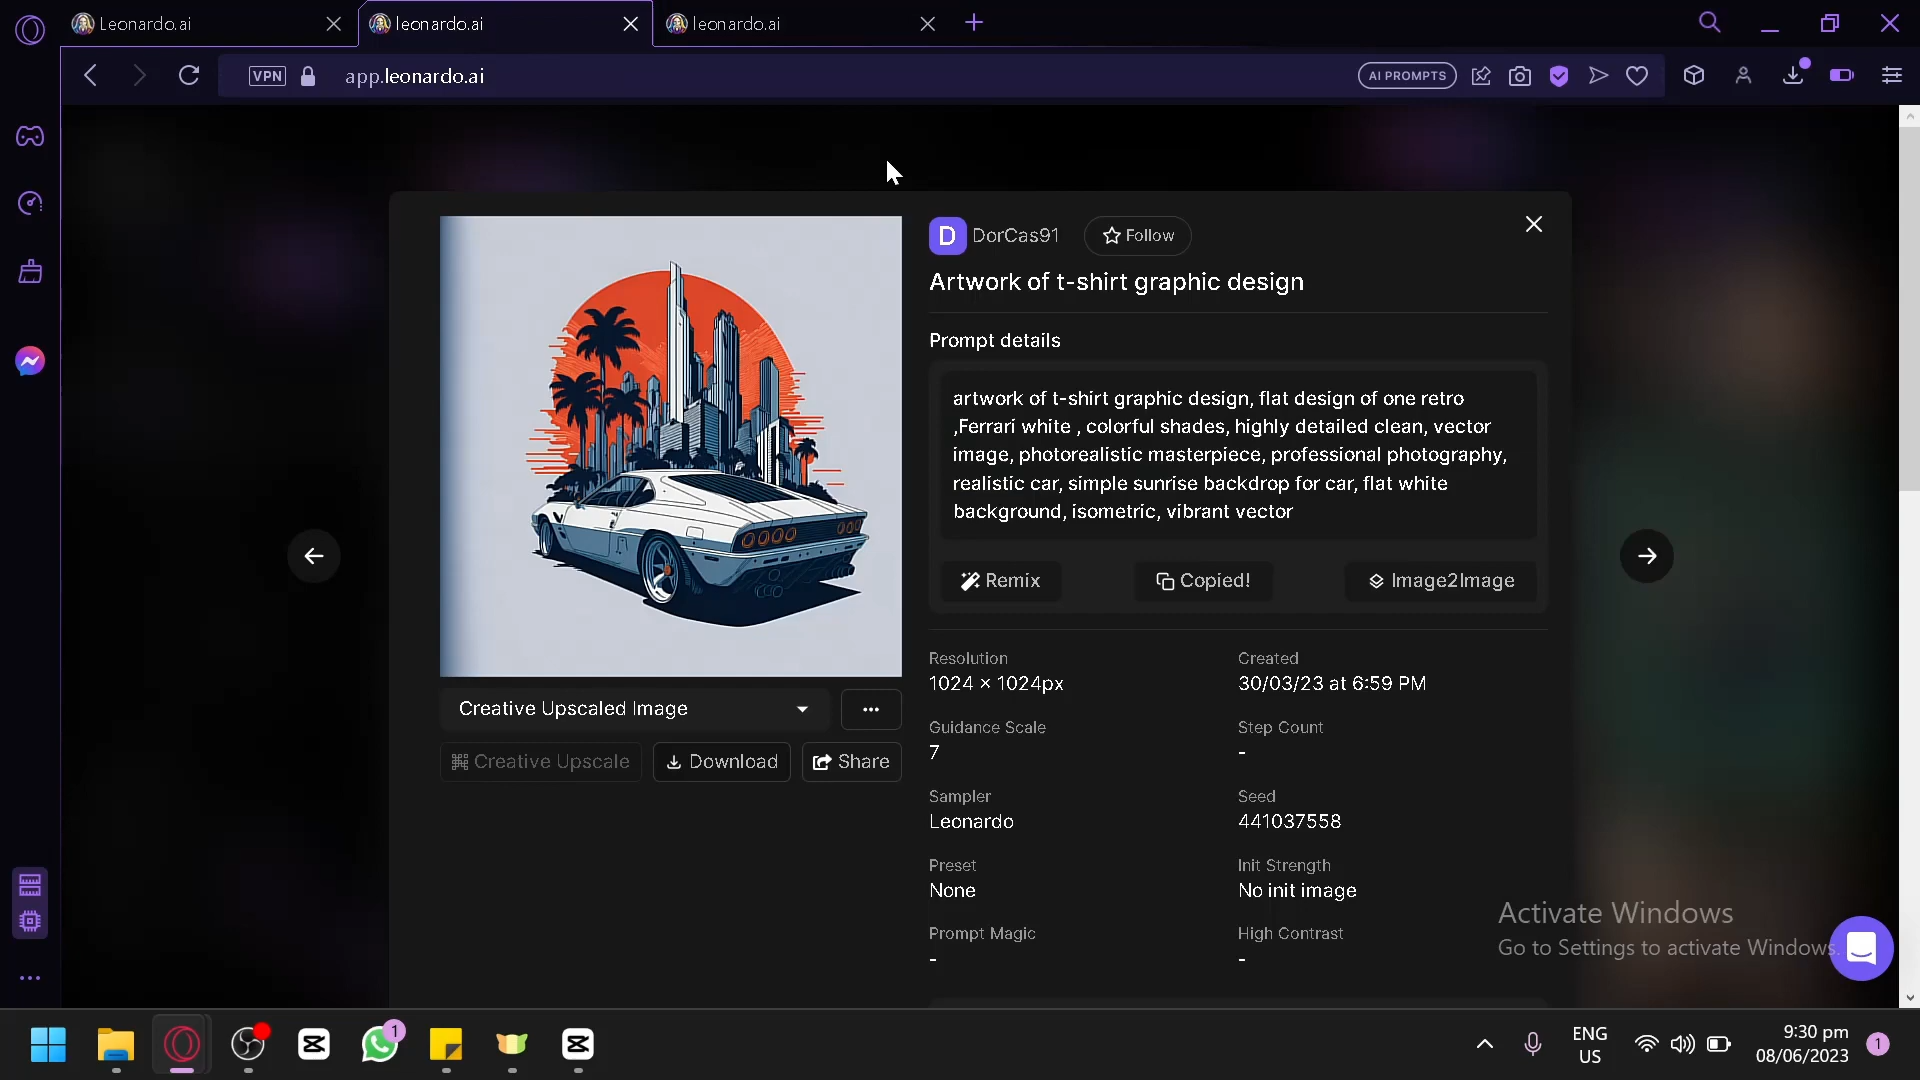 Leonardo.ai
leonardo.ai
leonardo.ai
VPN
app.leonardo.ai
AI PROMPTS
D
DorCas91
Follow
Artwork of t-shirt graphic design
Prompt details
artwork of t-shirt graphic design, flat design of one retro
,Ferrari white , colorful shades, highly detailed clean, vector
image, photorealistic masterpiece, professional photography,
realistic car, simple sunrise backdrop for car, flat white
background, isometric, vibrant vector
Remix
Copied!
Image2Image
Resolution
Created
1024 × 1024px
30/03/23 at 6:59 PM
Creative Upscaled Image
Guidance Scale
Step Count
7
-
Creative Upscale
Download
Share
Sampler
Seed
Leonardo
441037558
Preset
Init Strength
None
No init image
Prompt Magic
High Contrast
-
-
Activate Windows
Go to Settings to activate Windows.
1
ENG
US
9:30 pm
08/06/2023
1